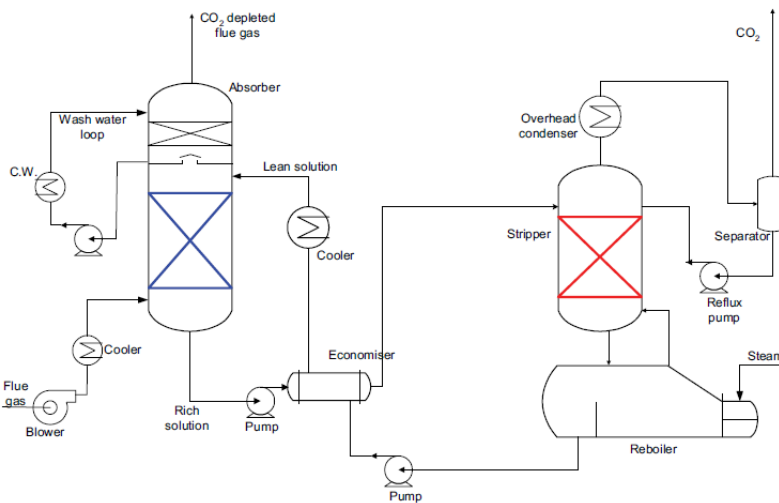 CO2 depleted
flue gas
CO2
Absorber
Wash water
loop
Overhead
condenser
C.W.
Lean solution
Cooler
Stripper
Separator
Reflux
pump
Cooler
Economiser
Flue
gas
Blower
Rich
solution
Pump
Steam
Reboiler
Pump